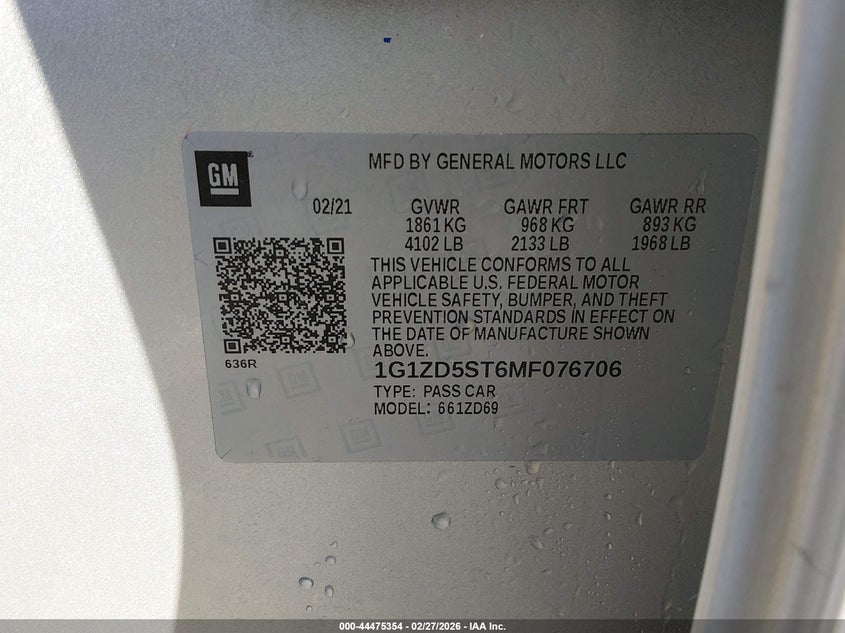 GM
MFD BY GENERAL MOTORS LLC
02/21 GVWR GAWR FRT GAWR RR
1861 KG 968 KG 893 KG
4102 LB 2133 LB 1968 LB
THIS VEHICLE CONFORMS TO ALL
APPLICABLE U.S. FEDERAL MOTOR
VEHICLE SAFETY, BUMPER, AND THEFT
PREVENTION STANDARDS IN EFFECT ON
THE DATE OF MANUFACTURE SHOWN
ABOVE.
636R
1G1ZD5ST6MF076706
TYPE: PASS CAR
MODEL: 661ZD69
000-44475354 - 02/27/2026 - IAA Inc.